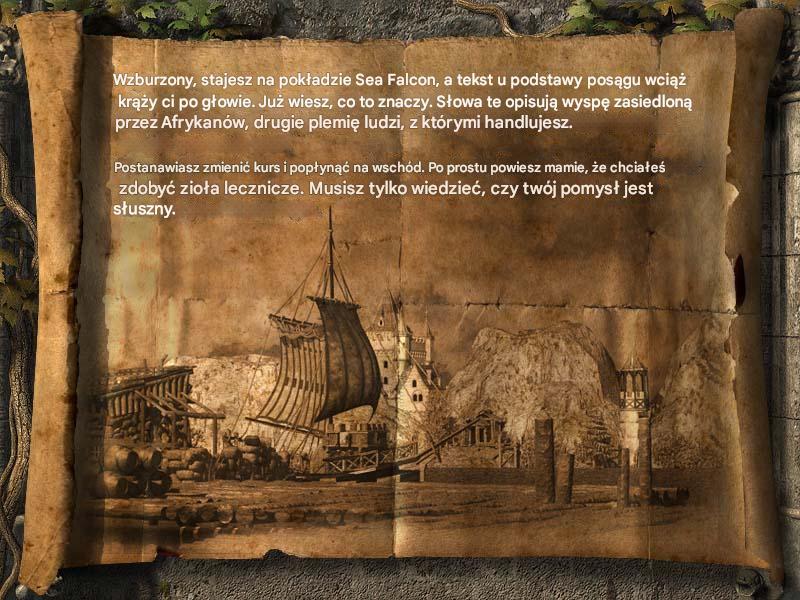 Wzburzony, stajesz na pokładzie Sea Falcon, a tekst u podstawy posągu wciąż
krąży ci po głowie. Już wiesz, co to znaczy. Słowa te opisują wyspę zasiedloną
przez Afrykanów, drugie plemię ludzi, z którymi handlujesz.
Postanawiasz zmienić kurs i popłynąć na wschód. Po prostu powiesz mamie, że chciałeś
zdobyć zioła lecznicze. Musisz tylko wiedzieć, czy twój pomysł jest
słuszny.